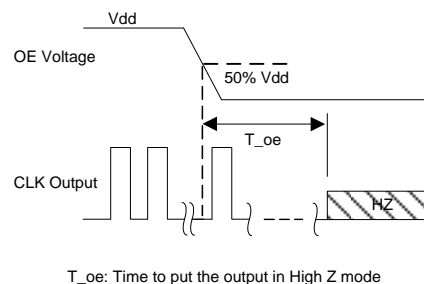 Vdd
OE Voltage
50% Vdd
T_oe
CLK Output
HZ
T_oe: Time to put the output in High Z mode